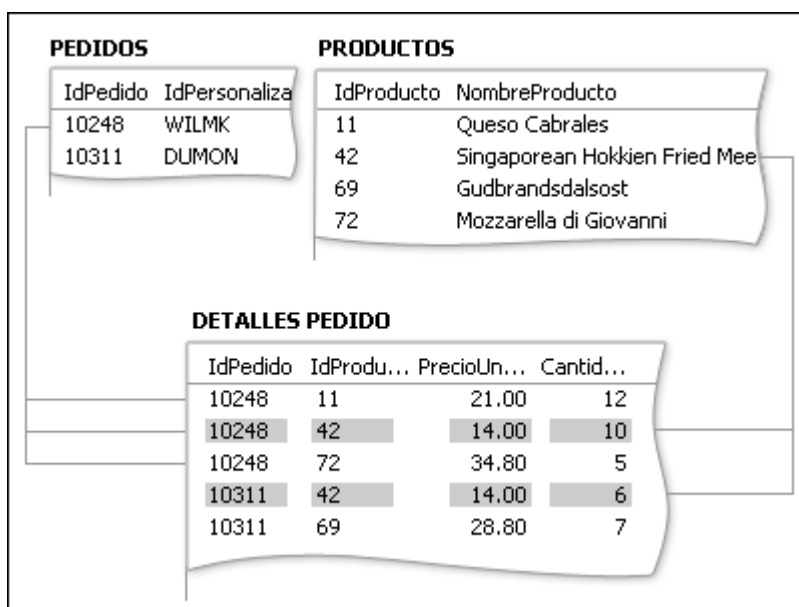 PEDIDOS
IdPedido IdPersonaliza
10248 WILMK
10311 DUMON
PRODUCTOS
IdProducto NombreProducto
11 Queso Cabrales
42 Singaporean Hokkien Fried Mee
69 Gudbrandsdalsost
72 Mozzarella di Giovanni
DETALLES PEDIDO
IdPedido IdProdu... PrecioUn... Cantid...
10248 11 21.00 12
10248 42 14.00 10
10248 72 34.80 5
10311 42 14.00 6
10311 69 28.80 7